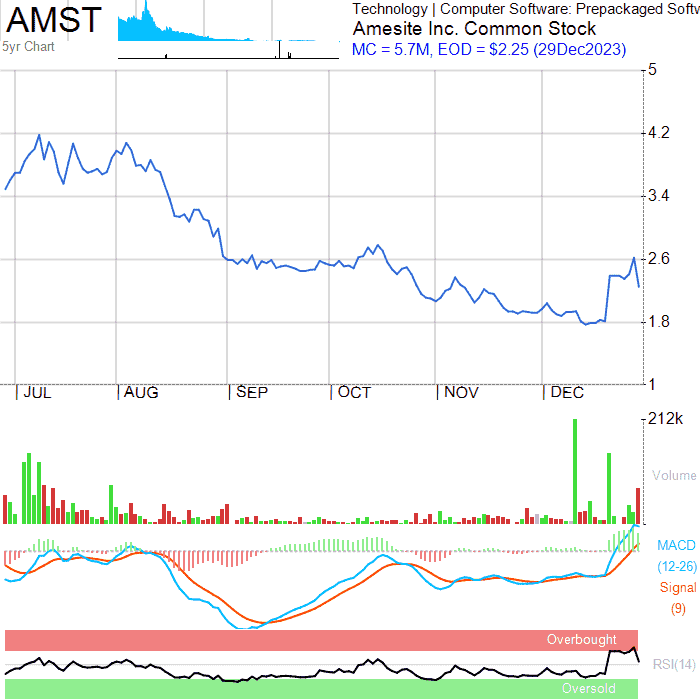 AMST
5yr Chart
Technology | Computer Software: Prepackaged Softw
Amesite Inc. Common Stock
MC = 5.7M, EOD = $2.25 (29Dec2023)
5
4.2
3.4
2.6
1.8
1
JUL AUG SEP OCT NOV DEC
212k
Volume
MACD
(12-26)
Signal
(9)
Overbought
RSI(14)
Oversold